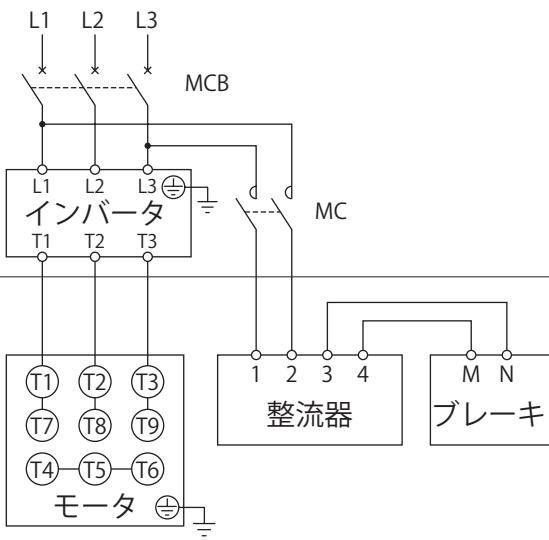 L1 L2 L3
MCB
L1 L2 L3
インバータ
T1 T2 T3
MC
1 2 3 4
整流器
M N
ブレーキ
T1 T2 T3
T7 T8 T9
T4 T5 T6
モータ